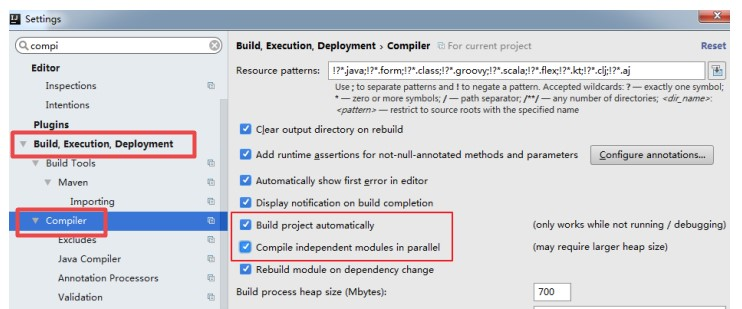 Settings
compi
Build, Execution, Deployment › Compiler For current project Reset
Editor
Inspections
Intentions
Plugins
Build, Execution, Deployment
Build Tools
Maven
Importing
Compiler
Excludes
Java Compiler
Annotation Processors
Validation
Resource patterns: !?*.java;!?*.form;!?*.class;!?*.groovy;!?*.scala;!?*.flex;!?*.kt;!?*.clj;!?*.aj
Use ; to separate patterns and ! to negate a pattern. Accepted wildcards: ? — exactly one symbol;
* — zero or more symbols; / — path separator; /**/ — any number of directories; <dir_name>:
<pattern> — restrict to source roots with the specified name
Clear output directory on rebuild
Add runtime assertions for not-null-annotated methods and parameters Configure annotations...
Automatically show first error in editor
Display notification on build completion
Build project automatically (only works while not running / debugging)
Compile independent modules in parallel (may require larger heap size)
Rebuild module on dependency change
Build process heap size (Mbytes): 700